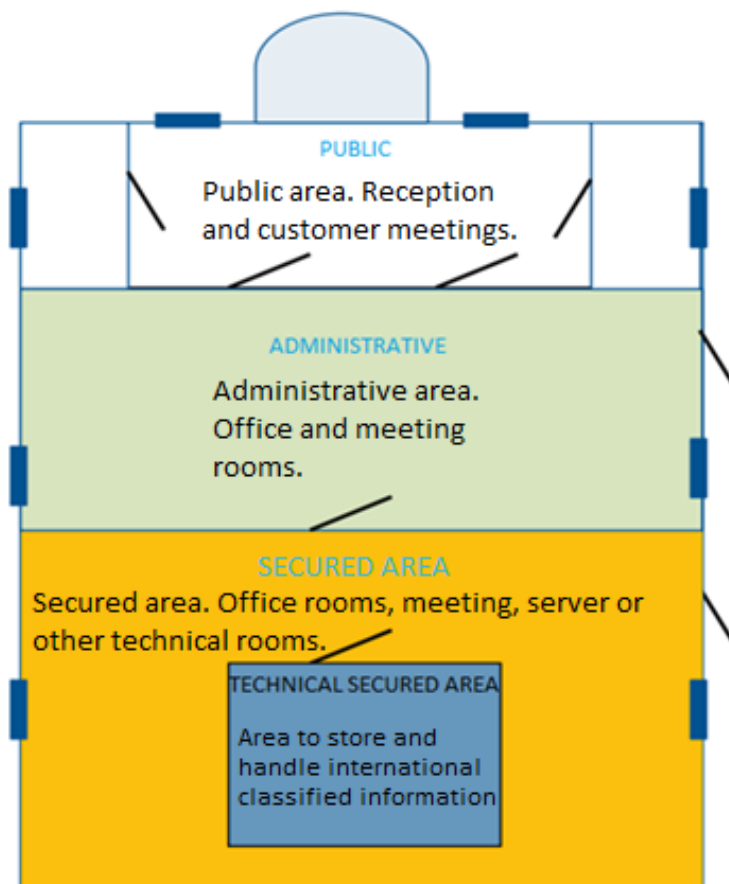 PUBLIC
Public area. Reception
and customer meetings.
ADMINISTRATIVE
Administrative area.
Office and meeting
rooms.
SECURED AREA
Secured area. Office rooms, meeting, server or
other technical rooms.
TECHNICAL SECURED AREA
Area to store and
handle international
classified information